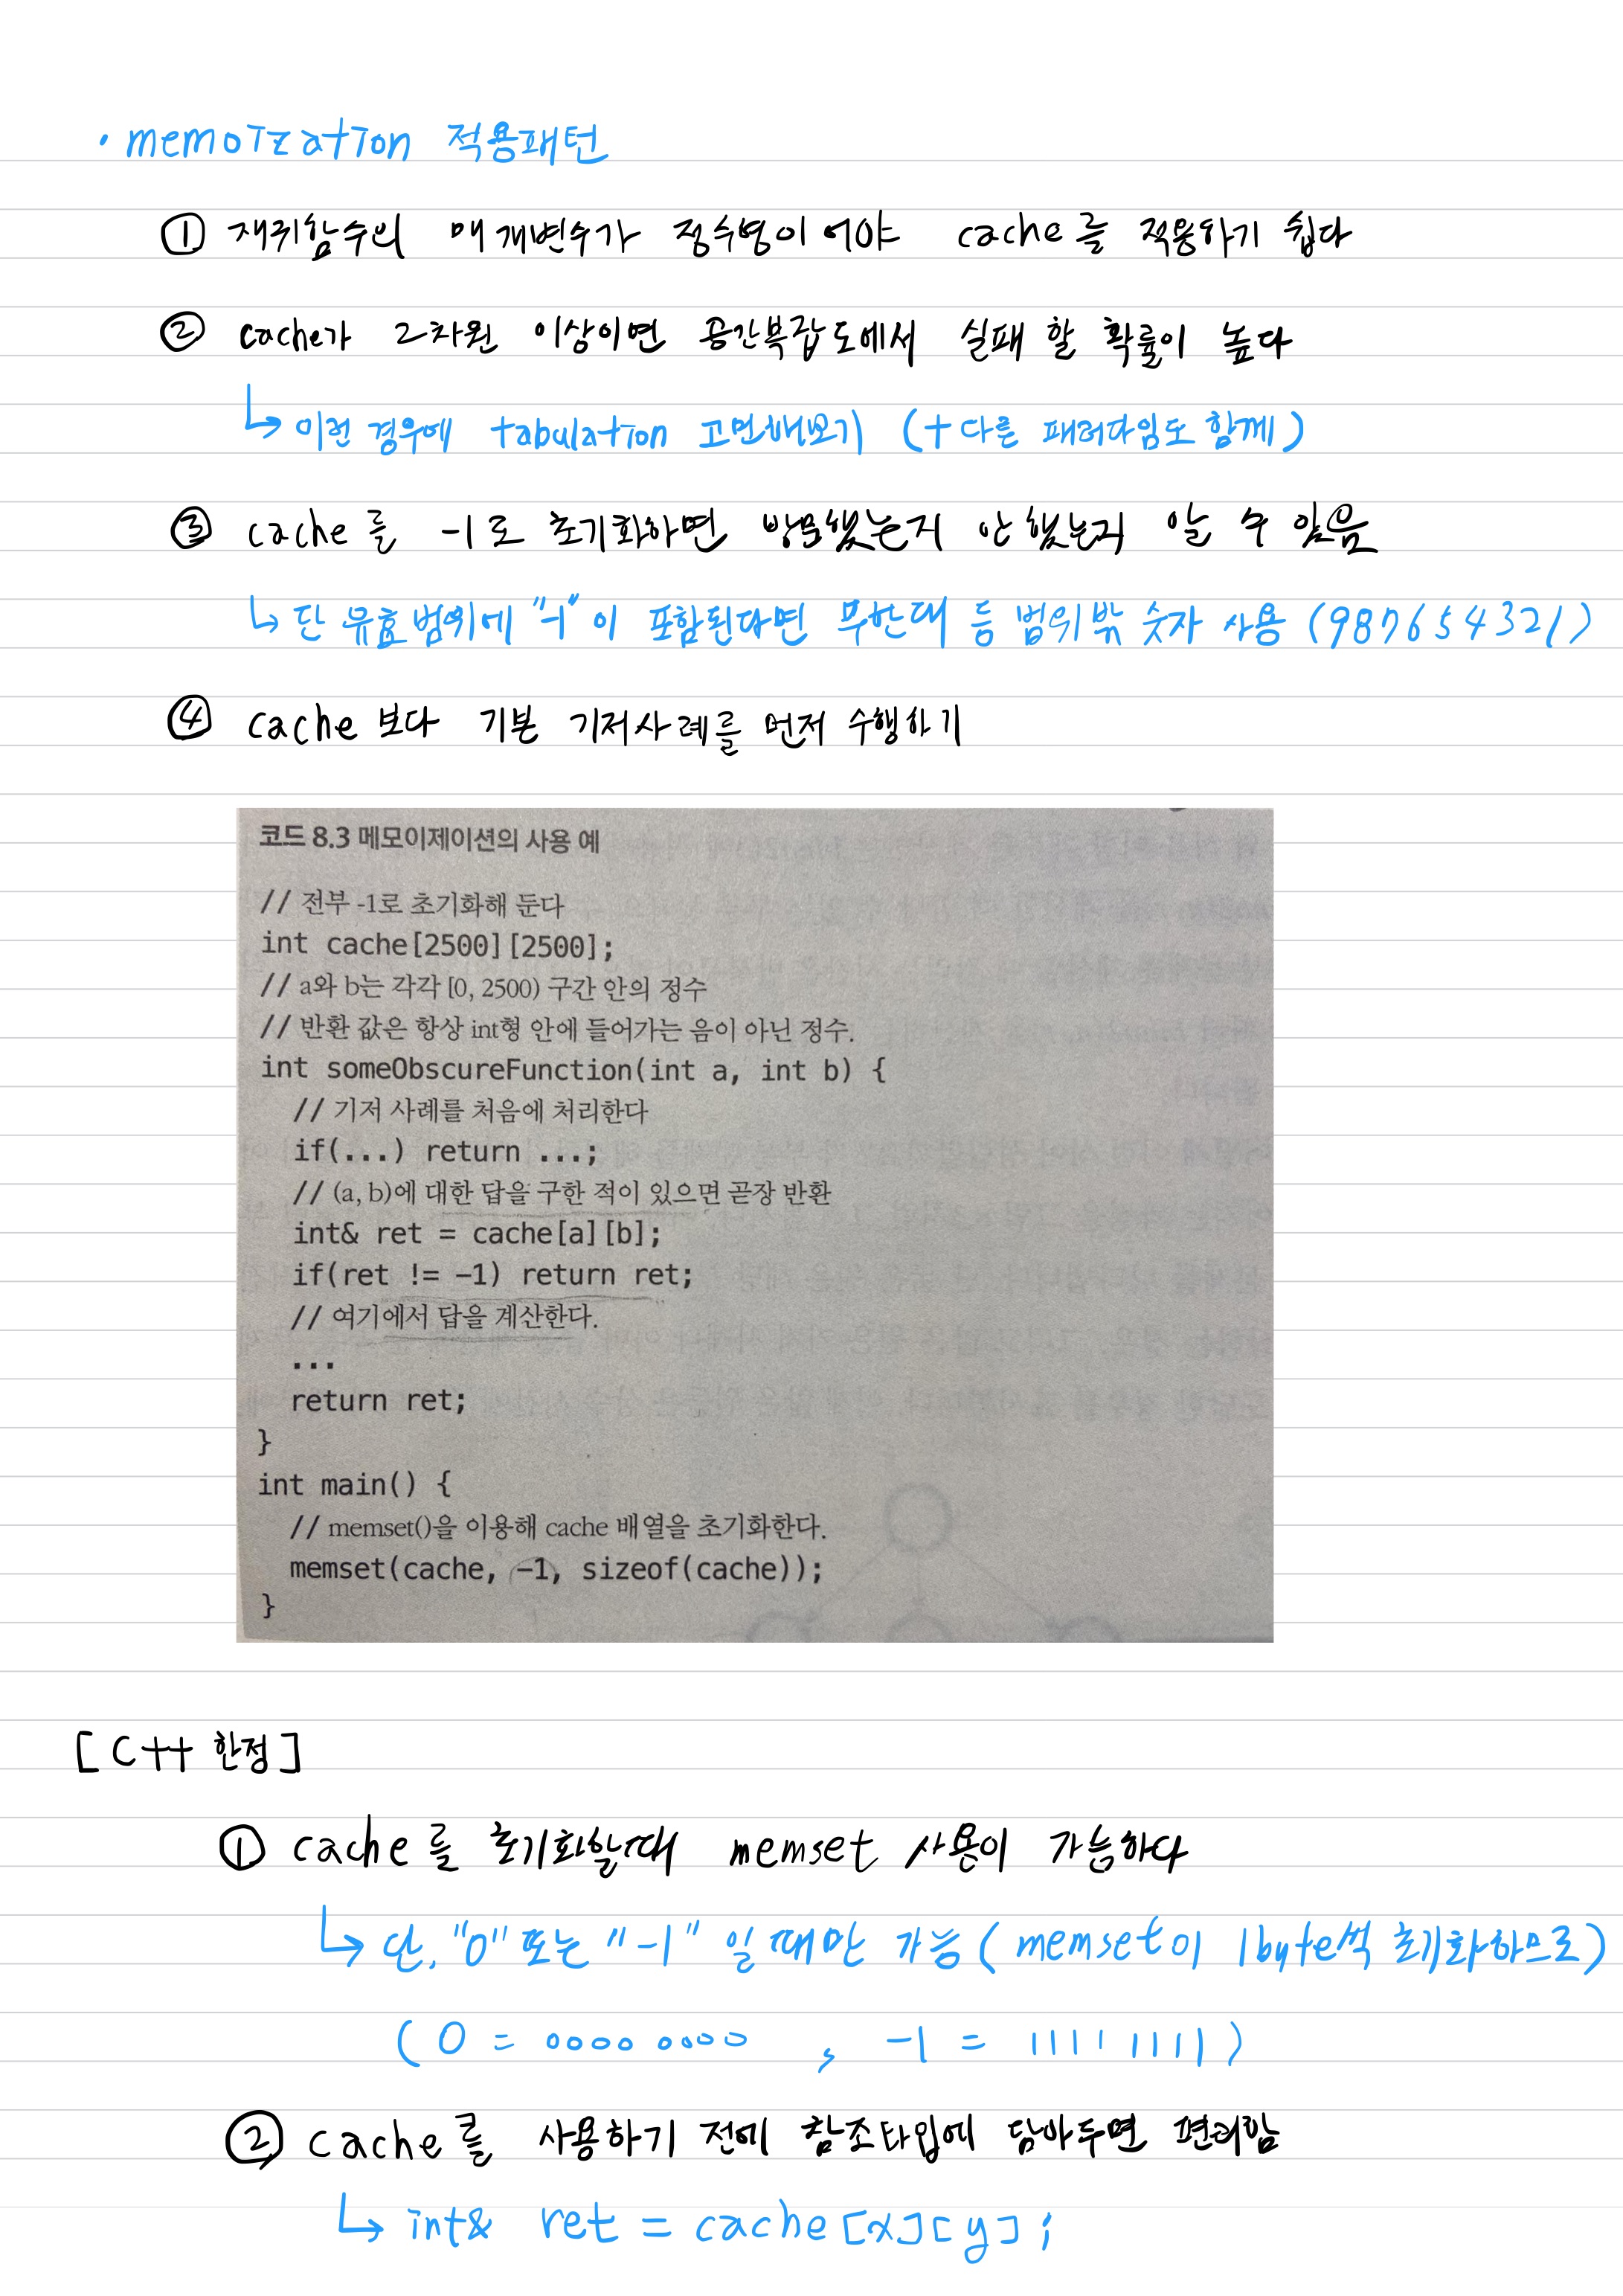 · memoization 적용패턴
① 재귀함수의 매개변수가 정수형이어야 cache를 적용하기 쉽다
② cache가 2차원 이상이면 공간복잡도에서 실패 할 확률이 높다
↳ 이런 경우에 tabulation 고민해보기 (+ 다른 패러다임도 함께)
③ cache를 -1로 초기화하면 방문했는지 안 했는지 알 수 있음
↳ 단 유효범위에 "-1"이 포함된다면 무한대 등 범위밖 숫자 사용 (987654321)
④ cache 보다 기본 기저사례를 먼저 수행하기
코드 8.3 메모이제이션의 사용 예
// 전부 -1로 초기화해 둔다
int cache[2500][2500];
// a와 b는 각각 [0, 2500) 구간 안의 정수
// 반환 값은 항상 int형 안에 들어가는 음이 아닌 정수.
int someObscureFunction(int a, int b) {
// 기저 사례를 처음에 처리한다
if(...) return ...;
// (a, b)에 대한 답을 구한 적이 있으면 곧장 반환
int& ret = cache[a][b];
if(ret != -1) return ret;
// 여기에서 답을 계산한다.
...
return ret;
}
int main() {
// memset()을 이용해 cache 배열을 초기화한다.
memset(cache, -1, sizeof(cache));
}
[C++ 한정]
① cache를 초기화할때 memset 사용이 가능하다
↳ 단, "0" 또는 "-1" 일 때만 가능 (memset이 1byte씩 초기화하므로)
(0 = 0000 0000 , -1 = 1111 1111)
② cache를 사용하기 전에 참조타입에 담아두면 편리함
↳ int& ret = cache[x][y];